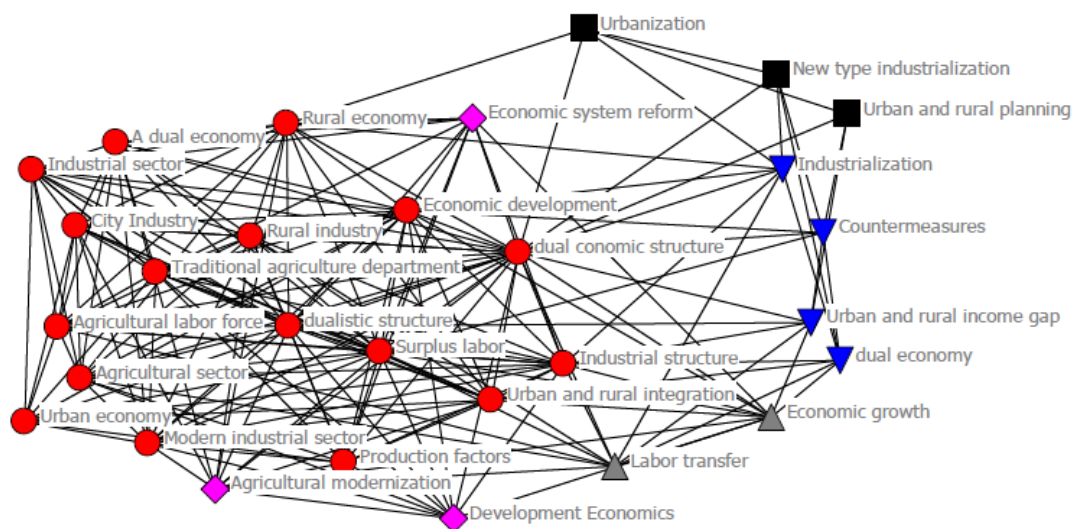 Urbanization
New type industrialization
Urban and rural planning
Economic system reform
Rural economy
A dual economy
Industrial sector
Industrialization
Economic development
City Industry
Rural industry
Countermeasures
dual conomic structure
Traditional agriculture department
Urban and rural income gap
Agricultural labor force
dualistic structure
Surplus labor
Industrial structure
dual economy
Agricultural sector
Urban and rural integration
Urban economy
Economic growth
Modern industrial sector
Production factors
Labor transfer
Agricultural modernization
Development Economics